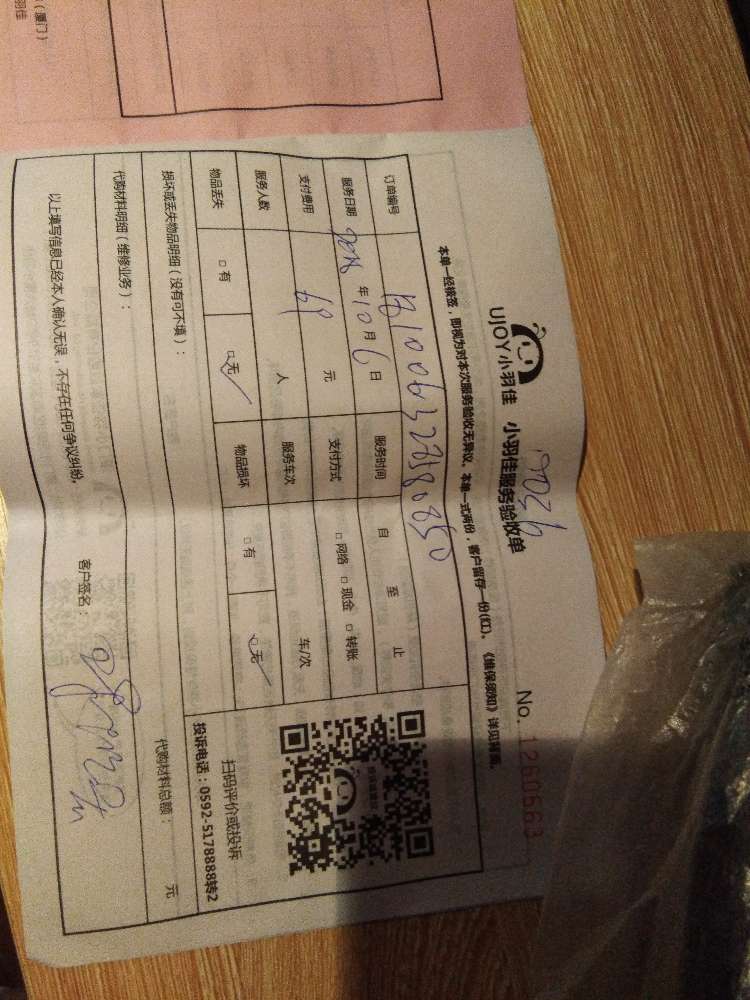 UJOY小羽佳 小羽佳服务验收单
No. 1260663
本单一经核签，即视为对本次服务验收无异议。本单一式两份，客户留存一份(红)。《维保须知》详见背面。
订单编号
服务日期 年 10 月 6 日 服务时间 自 至 止
支付费用 元 支付方式 □ 网络 □ 现金 □ 转账
服务人数 人 服务车次 车/次
物品丢失 □ 有 □ 无 物品损坏 □ 有 □ 无
损坏或丢失物品明细（没有可不填）：
扫码评价或投诉
投诉电话：0592-5178888转2
代购材料明细（维修业务）：
代购材料总额： 元
以上填写信息已经本人确认无误，不存在任何争议纠纷。
客户签名：
（厦门）
羽佳